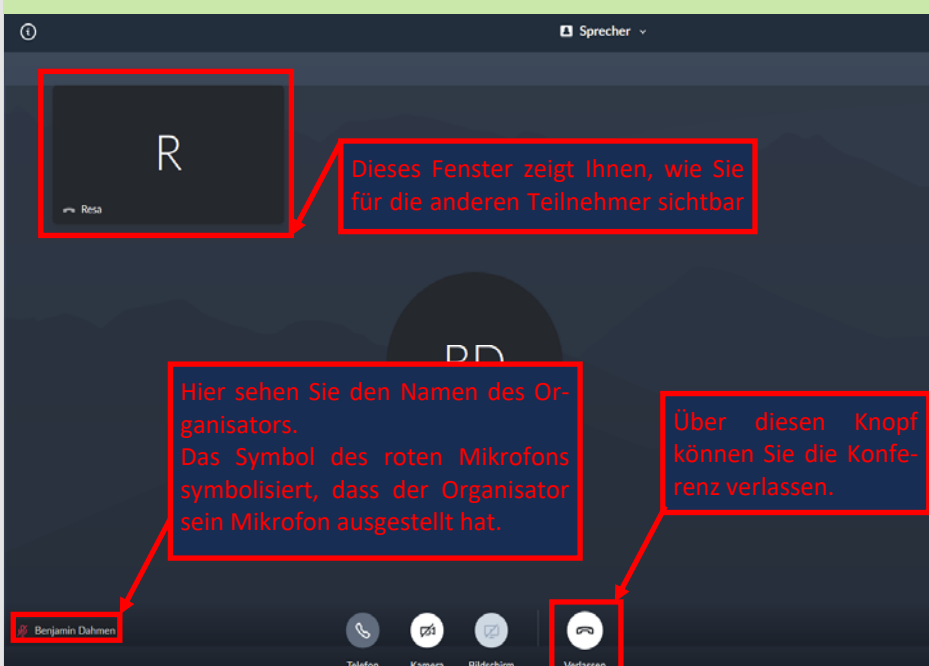 Sprecher
R
Resa
Dieses Fenster zeigt Ihnen, wie Sie
für die anderen Teilnehmer sichtbar
BD
Hier sehen Sie den Namen des Or-
ganisators.
Das Symbol des roten Mikrofons
symbolisiert, dass der Organisator
sein Mikrofon ausgestellt hat.
Über diesen Knopf
können Sie die Konfe-
renz verlassen.
Benjamin Dahmen
Telefon Kamera Bildschirm Verlassen